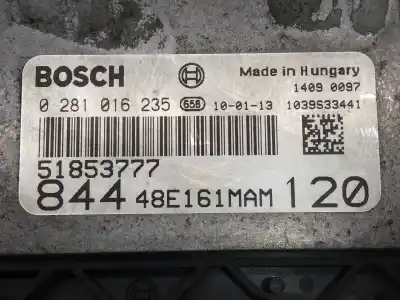 BOSCH Made in Hungary
1409 0097
0 281 016 235 658 10-01-13 1039S33441
51853777
844 48E161MAM 120